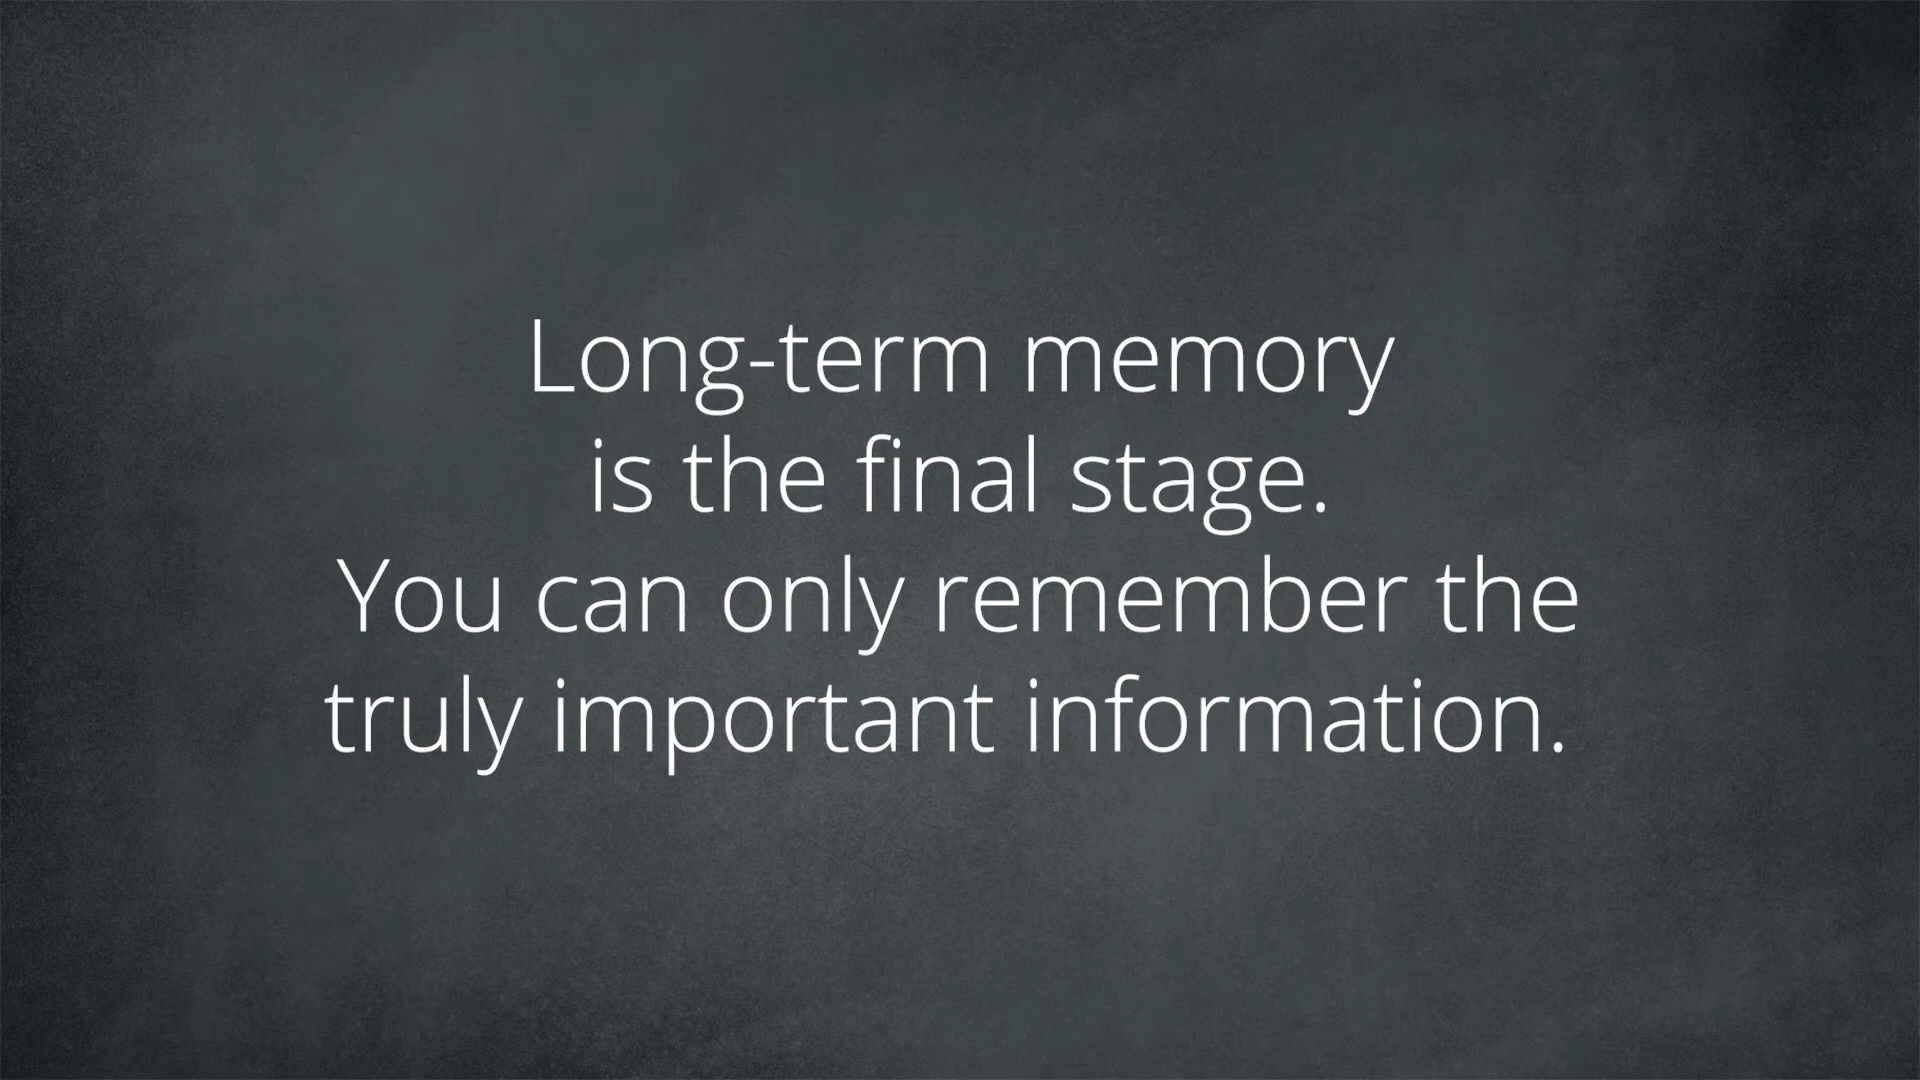 Long-term memory
is the final stage.
You can only remember the
truly important information.